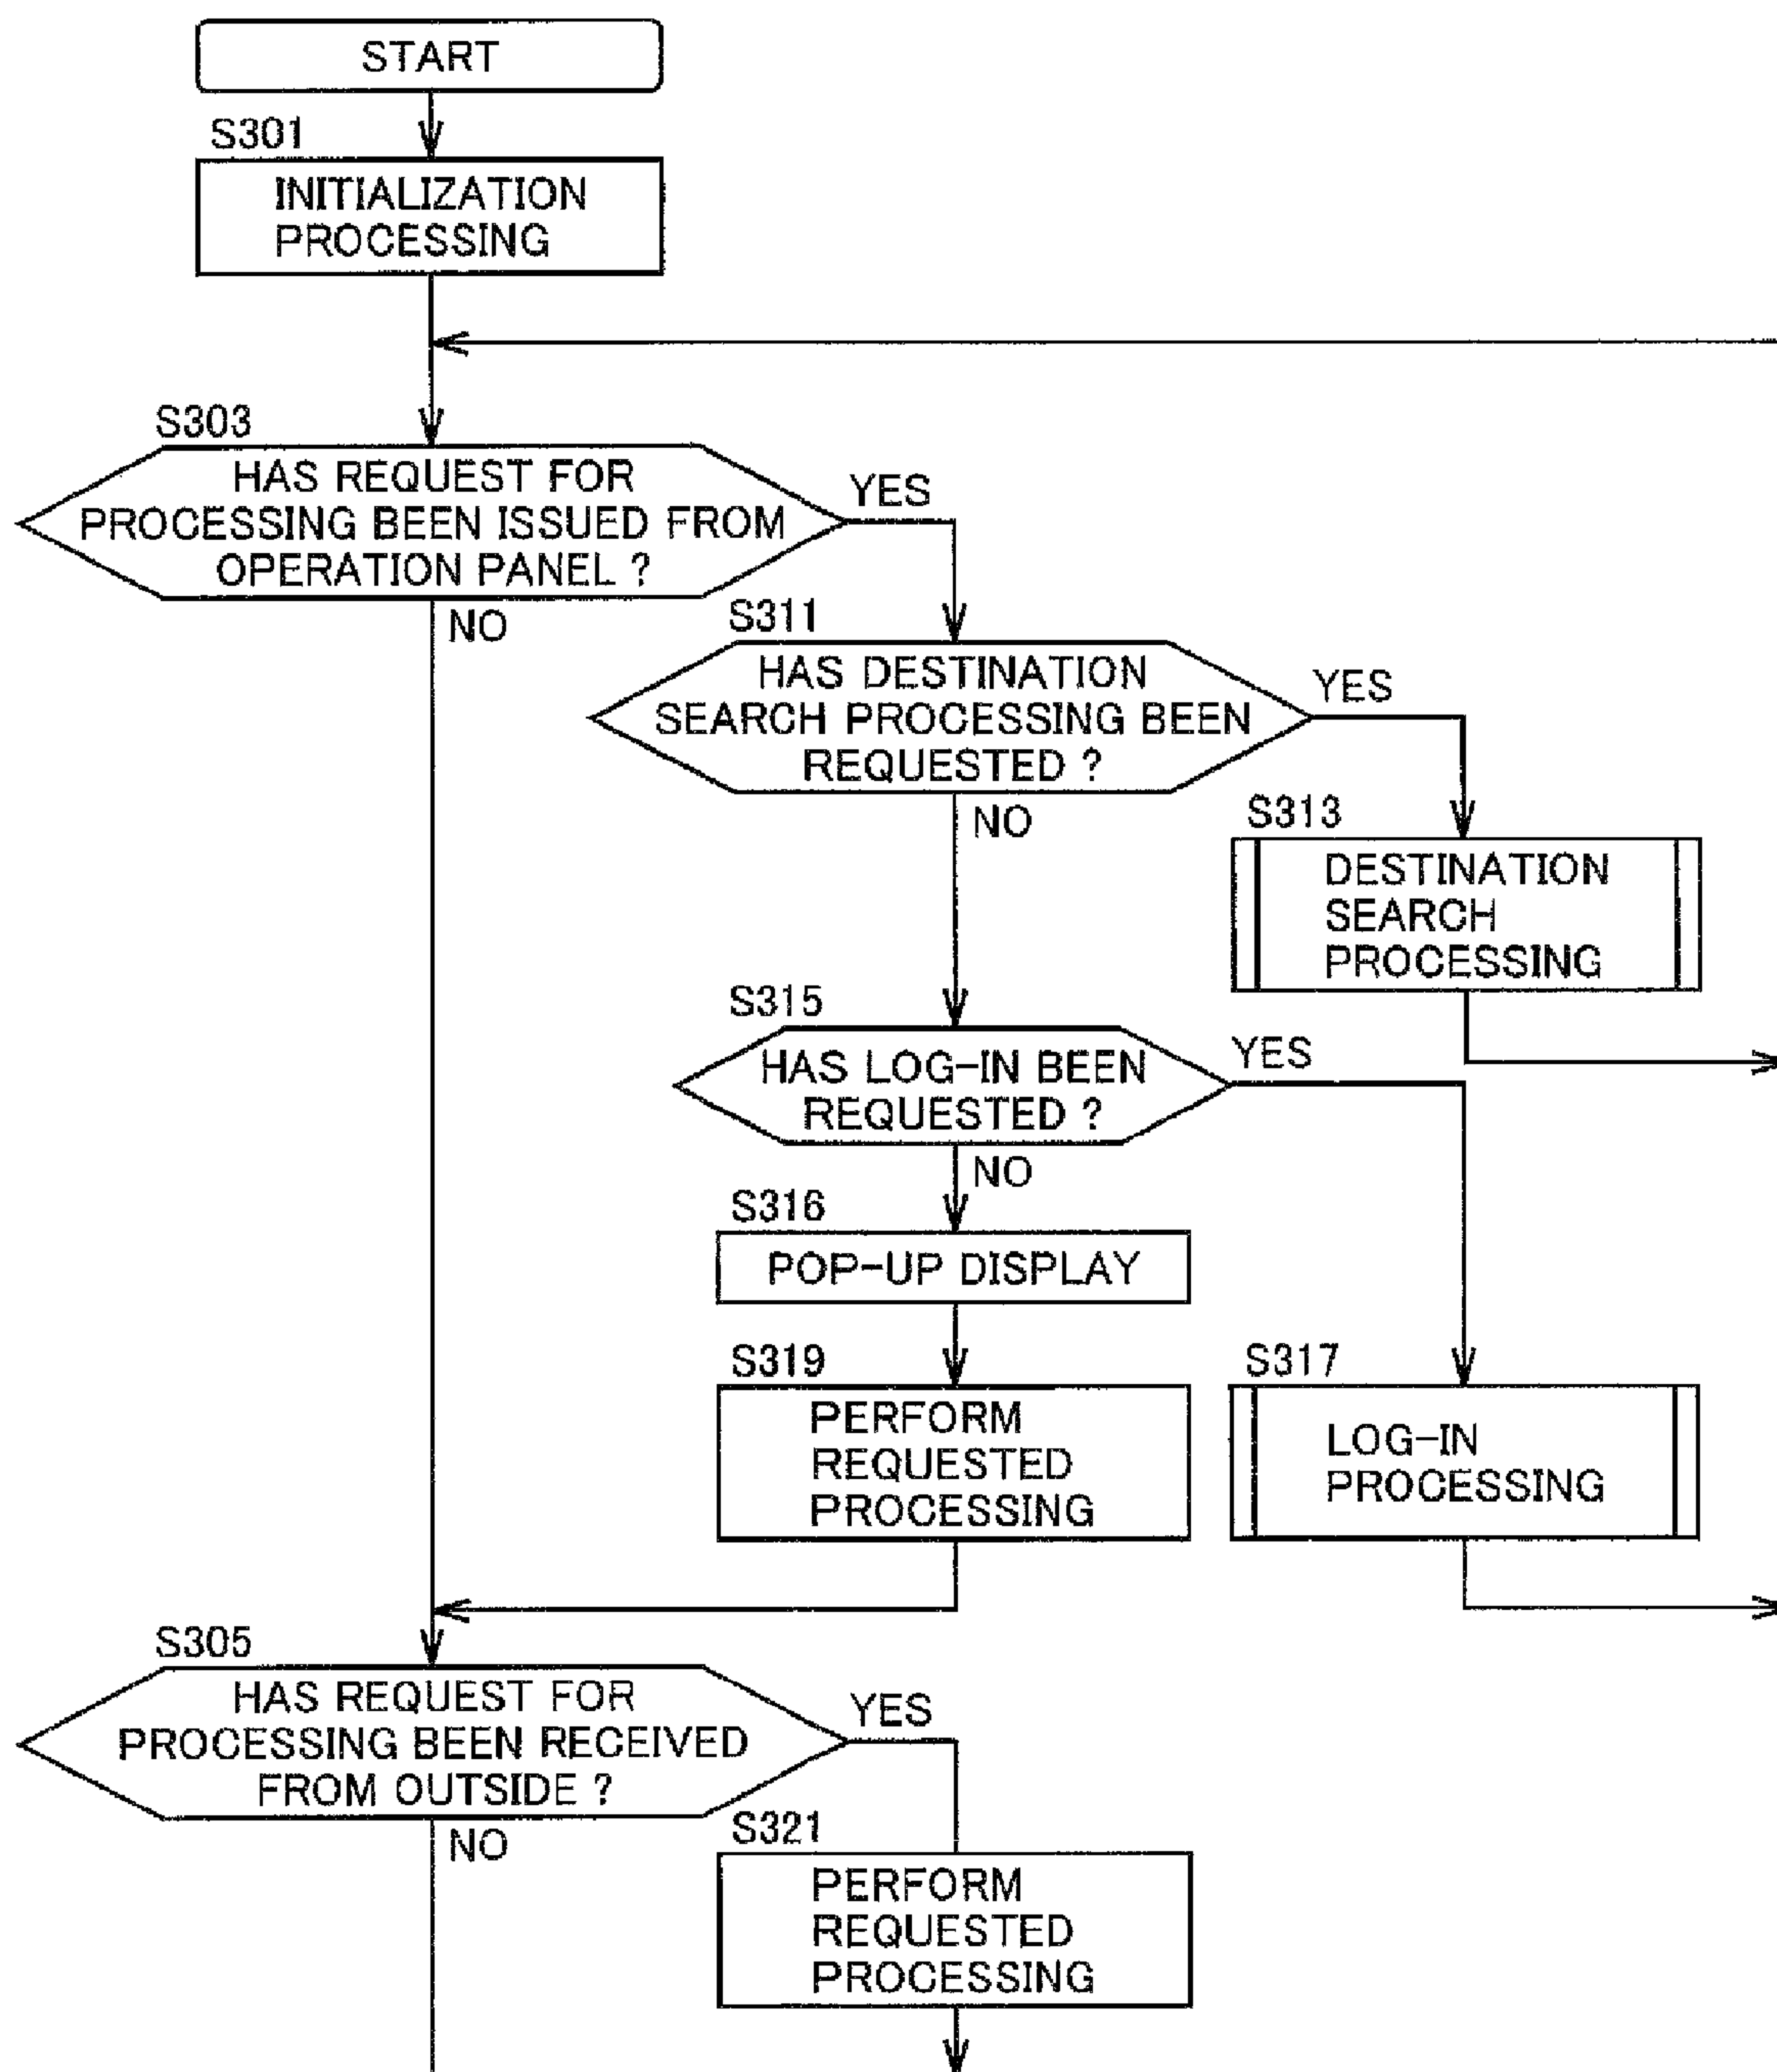 START
S301
INITIALIZATION
PROCESSING
S303
HAS REQUEST FOR
PROCESSING BEEN ISSUED FROM
OPERATION PANEL ?
YES
NO
S311
HAS DESTINATION
SEARCH PROCESSING BEEN
REQUESTED ?
YES
NO
S313
DESTINATION
SEARCH
PROCESSING
S315
HAS LOG-IN BEEN
REQUESTED ?
YES
NO
S316
POP-UP DISPLAY
S319
PERFORM
REQUESTED
PROCESSING
S317
LOG-IN
PROCESSING
S305
HAS REQUEST FOR
PROCESSING BEEN RECEIVED
FROM OUTSIDE ?
YES
NO
S321
PERFORM
REQUESTED
PROCESSING